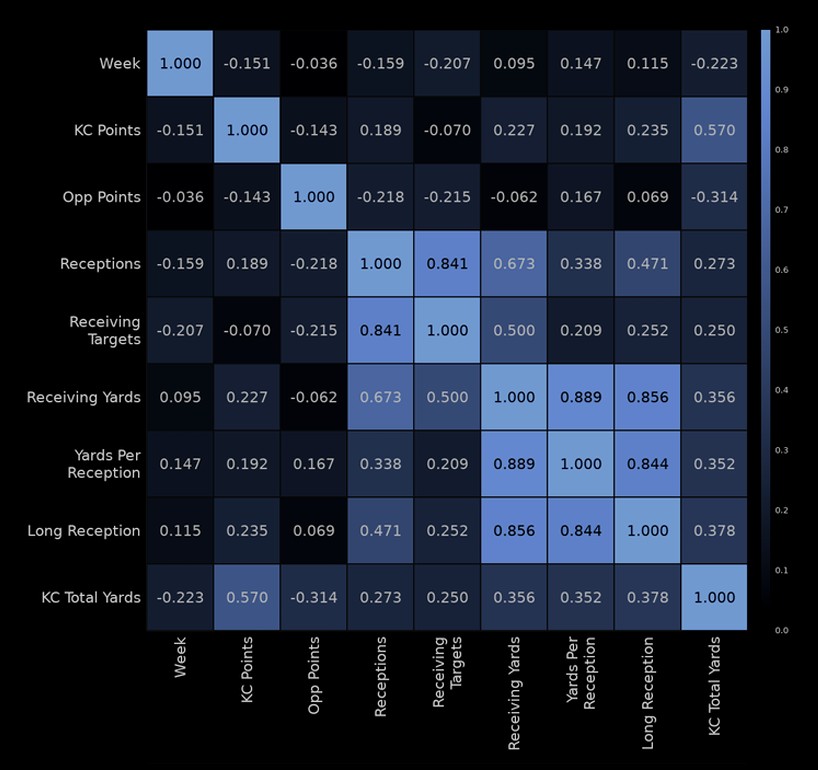 Week 1.000 -0.151 -0.036 -0.159 -0.207 0.095 0.147 0.115 -0.223
KC Points -0.151 1.000 -0.143 0.189 -0.070 0.227 0.192 0.235 0.570
Opp Points -0.036 -0.143 1.000 -0.218 -0.215 -0.062 0.167 0.069 -0.314
Receptions -0.159 0.189 -0.218 1.000 0.841 0.673 0.338 0.471 0.273
Receiving
Targets -0.207 -0.070 -0.215 0.841 1.000 0.500 0.209 0.252 0.250
Receiving Yards 0.095 0.227 -0.062 0.673 0.500 1.000 0.889 0.856 0.356
Yards Per
Reception 0.147 0.192 0.167 0.338 0.209 0.889 1.000 0.844 0.352
Long Reception 0.115 0.235 0.069 0.471 0.252 0.856 0.844 1.000 0.378
KC Total Yards -0.223 0.570 -0.314 0.273 0.250 0.356 0.352 0.378 1.000
Week
KC Points
Opp Points
Receptions
Receiving
Targets
Receiving Yards
Yards Per
Reception
Long Reception
KC Total Yards
1.0
0.9
0.8
0.7
0.6
0.5
0.4
0.3
0.2
0.1
0.0